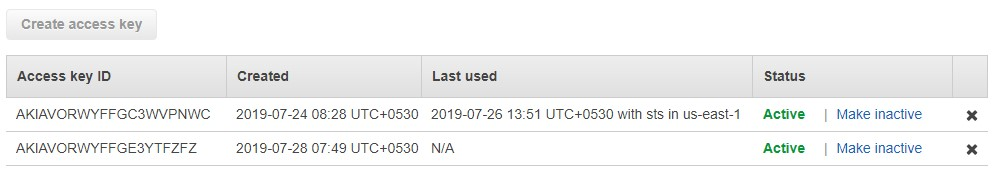 Create access key
Access key ID Created Last used Status
AKIAVORWYFFGC3WVPNWC 2019-07-24 08:28 UTC+0530 2019-07-26 13:51 UTC+0530 with sts in us-east-1 Active | Make inactive ✖
AKIAVORWYFFGE3YTFZFZ 2019-07-28 07:49 UTC+0530 N/A Active | Make inactive ✖